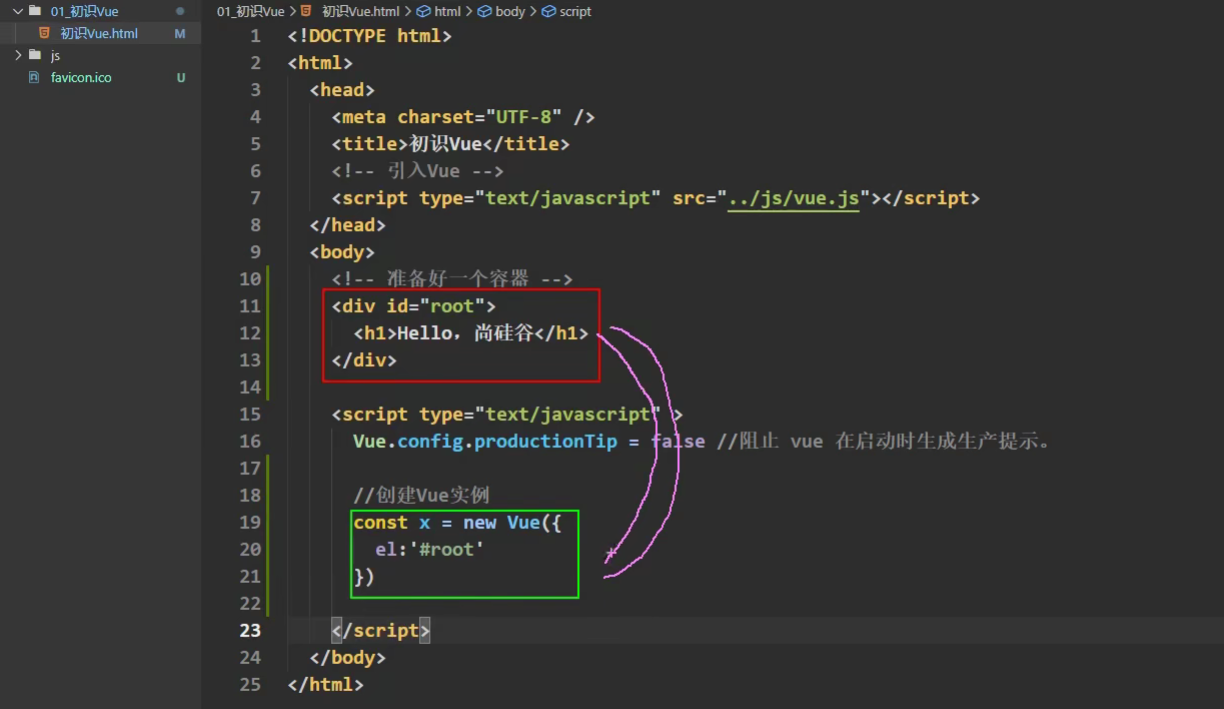 01_初识Vue
初识Vue.html M
js
favicon.ico U
01_初识Vue > 初识Vue.html > html > body > script
1 <!DOCTYPE html>
2 <html>
3 <head>
4 <meta charset="UTF-8" />
5 <title>初识Vue</title>
6 <!-- 引入Vue -->
7 <script type="text/javascript" src="../js/vue.js"></script>
8 </head>
9 <body>
10 <!-- 准备好一个容器 -->
11 <div id="root">
12 <h1>Hello，尚硅谷</h1>
13 </div>
14
15 <script type="text/javascript" >
16 Vue.config.productionTip = false //阻止 vue 在启动时生成生产提示。
17
18 //创建Vue实例
19 const x = new Vue({
20 el:'#root'
21 })
22
23 </script>
24 </body>
25 </html>